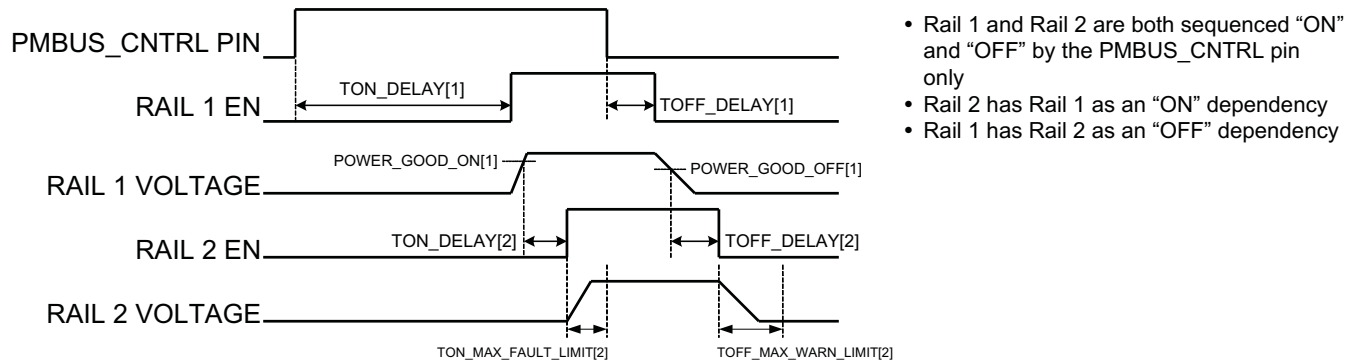 PMBUS_CNTRL PIN
RAIL 1 EN
TON_DELAY[1]
TOFF_DELAY[1]
RAIL 1 VOLTAGE
POWER_GOOD_ON[1]
POWER_GOOD_OFF[1]
RAIL 2 EN
TON_DELAY[2]
TOFF_DELAY[2]
RAIL 2 VOLTAGE
TON_MAX_FAULT_LIMIT[2]
TOFF_MAX_WARN_LIMIT[2]
• Rail 1 and Rail 2 are both sequenced “ON”
and “OFF” by the PMBUS_CNTRL pin
only
• Rail 2 has Rail 1 as an “ON” dependency
• Rail 1 has Rail 2 as an “OFF” dependency